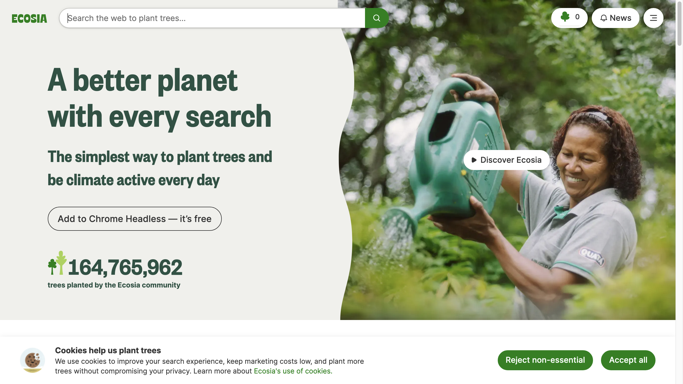 ECOSIA
Search the web to plant trees...
0
News
A better planet
with every search
The simplest way to plant trees and
be climate active every day
Discover Ecosia
Add to Chrome Headless — it's free
164,765,962
trees planted by the Ecosia community
Cookies help us plant trees
We use cookies to improve your search experience, keep marketing costs low, and plant more
trees without compromising your privacy. Learn more about Ecosia's use of cookies.
Reject non-essential
Accept all